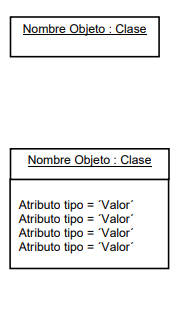 Nombre Objeto : Clase
Nombre Objeto : Clase
Atributo tipo = ´Valor´
Atributo tipo = ´Valor´
Atributo tipo = ´Valor´
Atributo tipo = ´Valor´